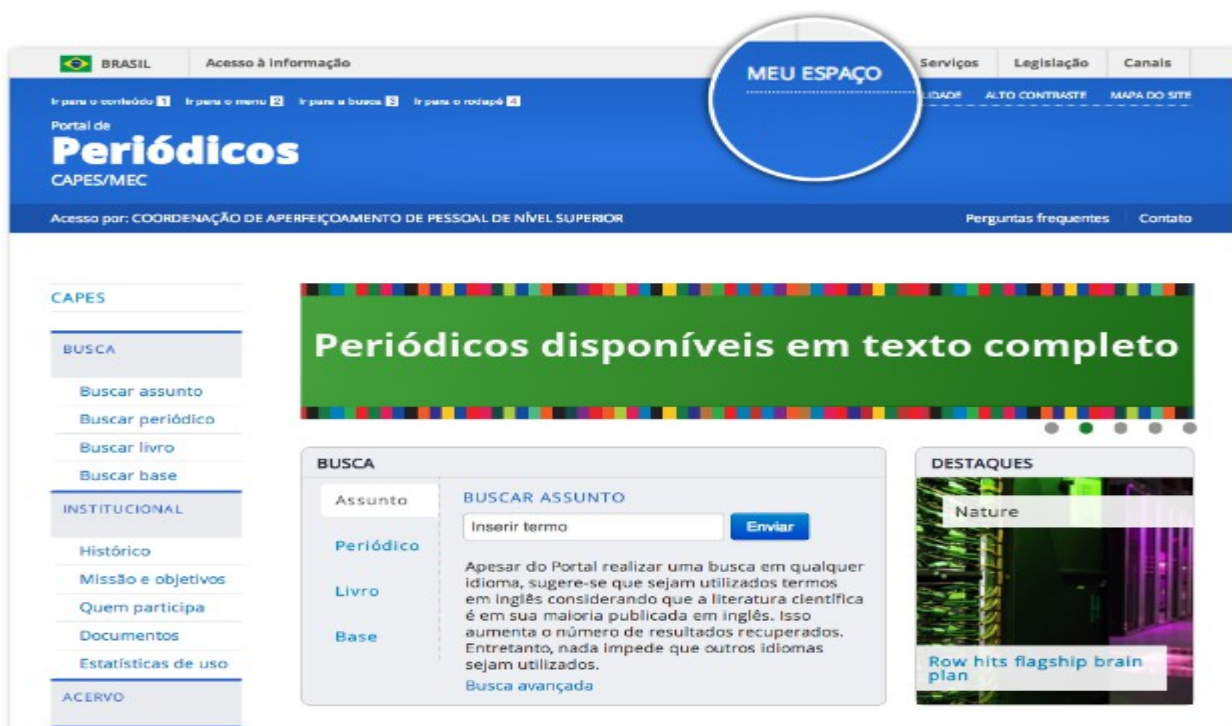 BRASIL
Acesso à informação
Serviços
Legislação
Canais
MEU ESPAÇO
Ir para o conteúdo 1 Ir para o menu 2 Ir para a busca 3 Ir para o rodapé 4
ALTO CONTRASTE
MAPA DO SITE
Portal de
Periódicos
CAPES/MEC
Acesso por: COORDENAÇÃO DE APERFEIÇOAMENTO DE PESSOAL DE NÍVEL SUPERIOR
Perguntas frequentes
Contato
CAPES
BUSCA
Buscar assunto
Buscar periódico
Buscar livro
Buscar base
INSTITUCIONAL
Histórico
Missão e objetivos
Quem participa
Documentos
Estatísticas de uso
ACERVO
Periódicos disponíveis em texto completo
BUSCA
Assunto
Periódico
Livro
Base
BUSCAR ASSUNTO
Inserir termo
Enviar
Apesar do Portal realizar uma busca em qualquer
idioma, sugere-se que sejam utilizados termos
em inglês considerando que a literatura científica
é em sua maioria publicada em inglês. Isso
aumenta o número de resultados recuperados.
Entretanto, nada impede que outros idiomas
sejam utilizados.
Busca avançada
DESTAQUES
Nature
Row hits flagship brain
plan